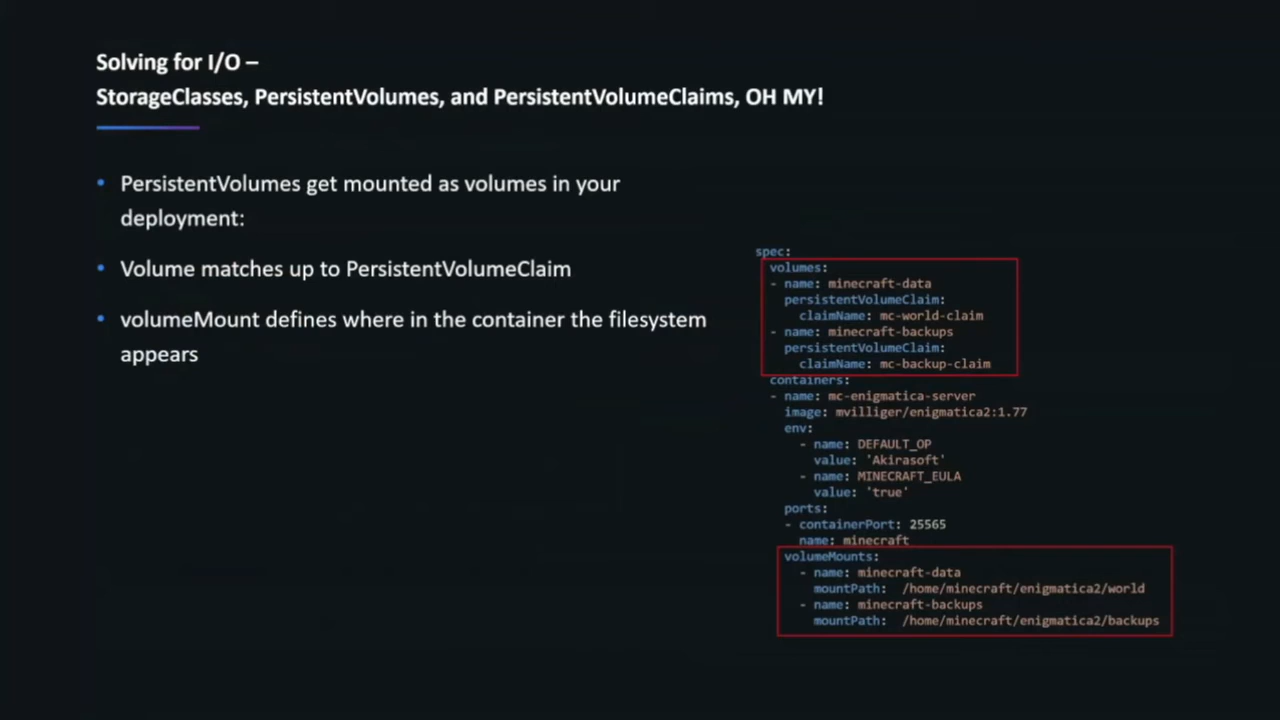 Solving for I/O –
StorageClasses, PersistentVolumes, and PersistentVolumeClaims, OH MY!
• PersistentVolumes get mounted as volumes in your
deployment:
• Volume matches up to PersistentVolumeClaim
• volumeMount defines where in the container the filesystem
appears
spec:
  volumes:
  - name: minecraft-data
    persistentVolumeClaim:
      claimName: mc-world-claim
  - name: minecraft-backups
    persistentVolumeClaim:
      claimName: mc-backup-claim
  containers:
  - name: mc-enigmatica-server
    image: mvilliger/enigmatica2:1.77
    env:
      - name: DEFAULT_OP
        value: 'Akirasoft'
      - name: MINECRAFT_EULA
        value: 'true'
    ports:
    - containerPort: 25565
      name: minecraft
    volumeMounts:
      - name: minecraft-data
        mountPath:  /home/minecraft/enigmatica2/world
      - name: minecraft-backups
        mountPath:  /home/minecraft/enigmatica2/backups